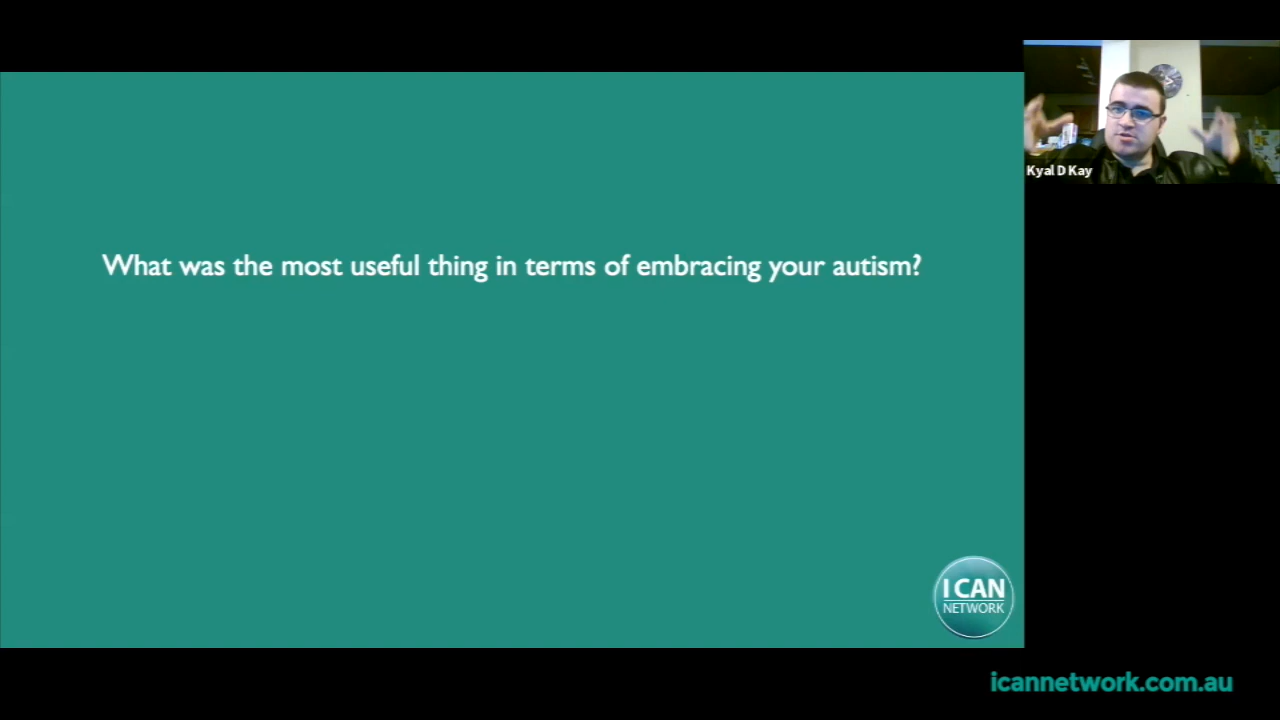 Kyal D Kay
What was the most useful thing in terms of embracing your autism?
I CAN
NETWORK
icannetwork.com.au